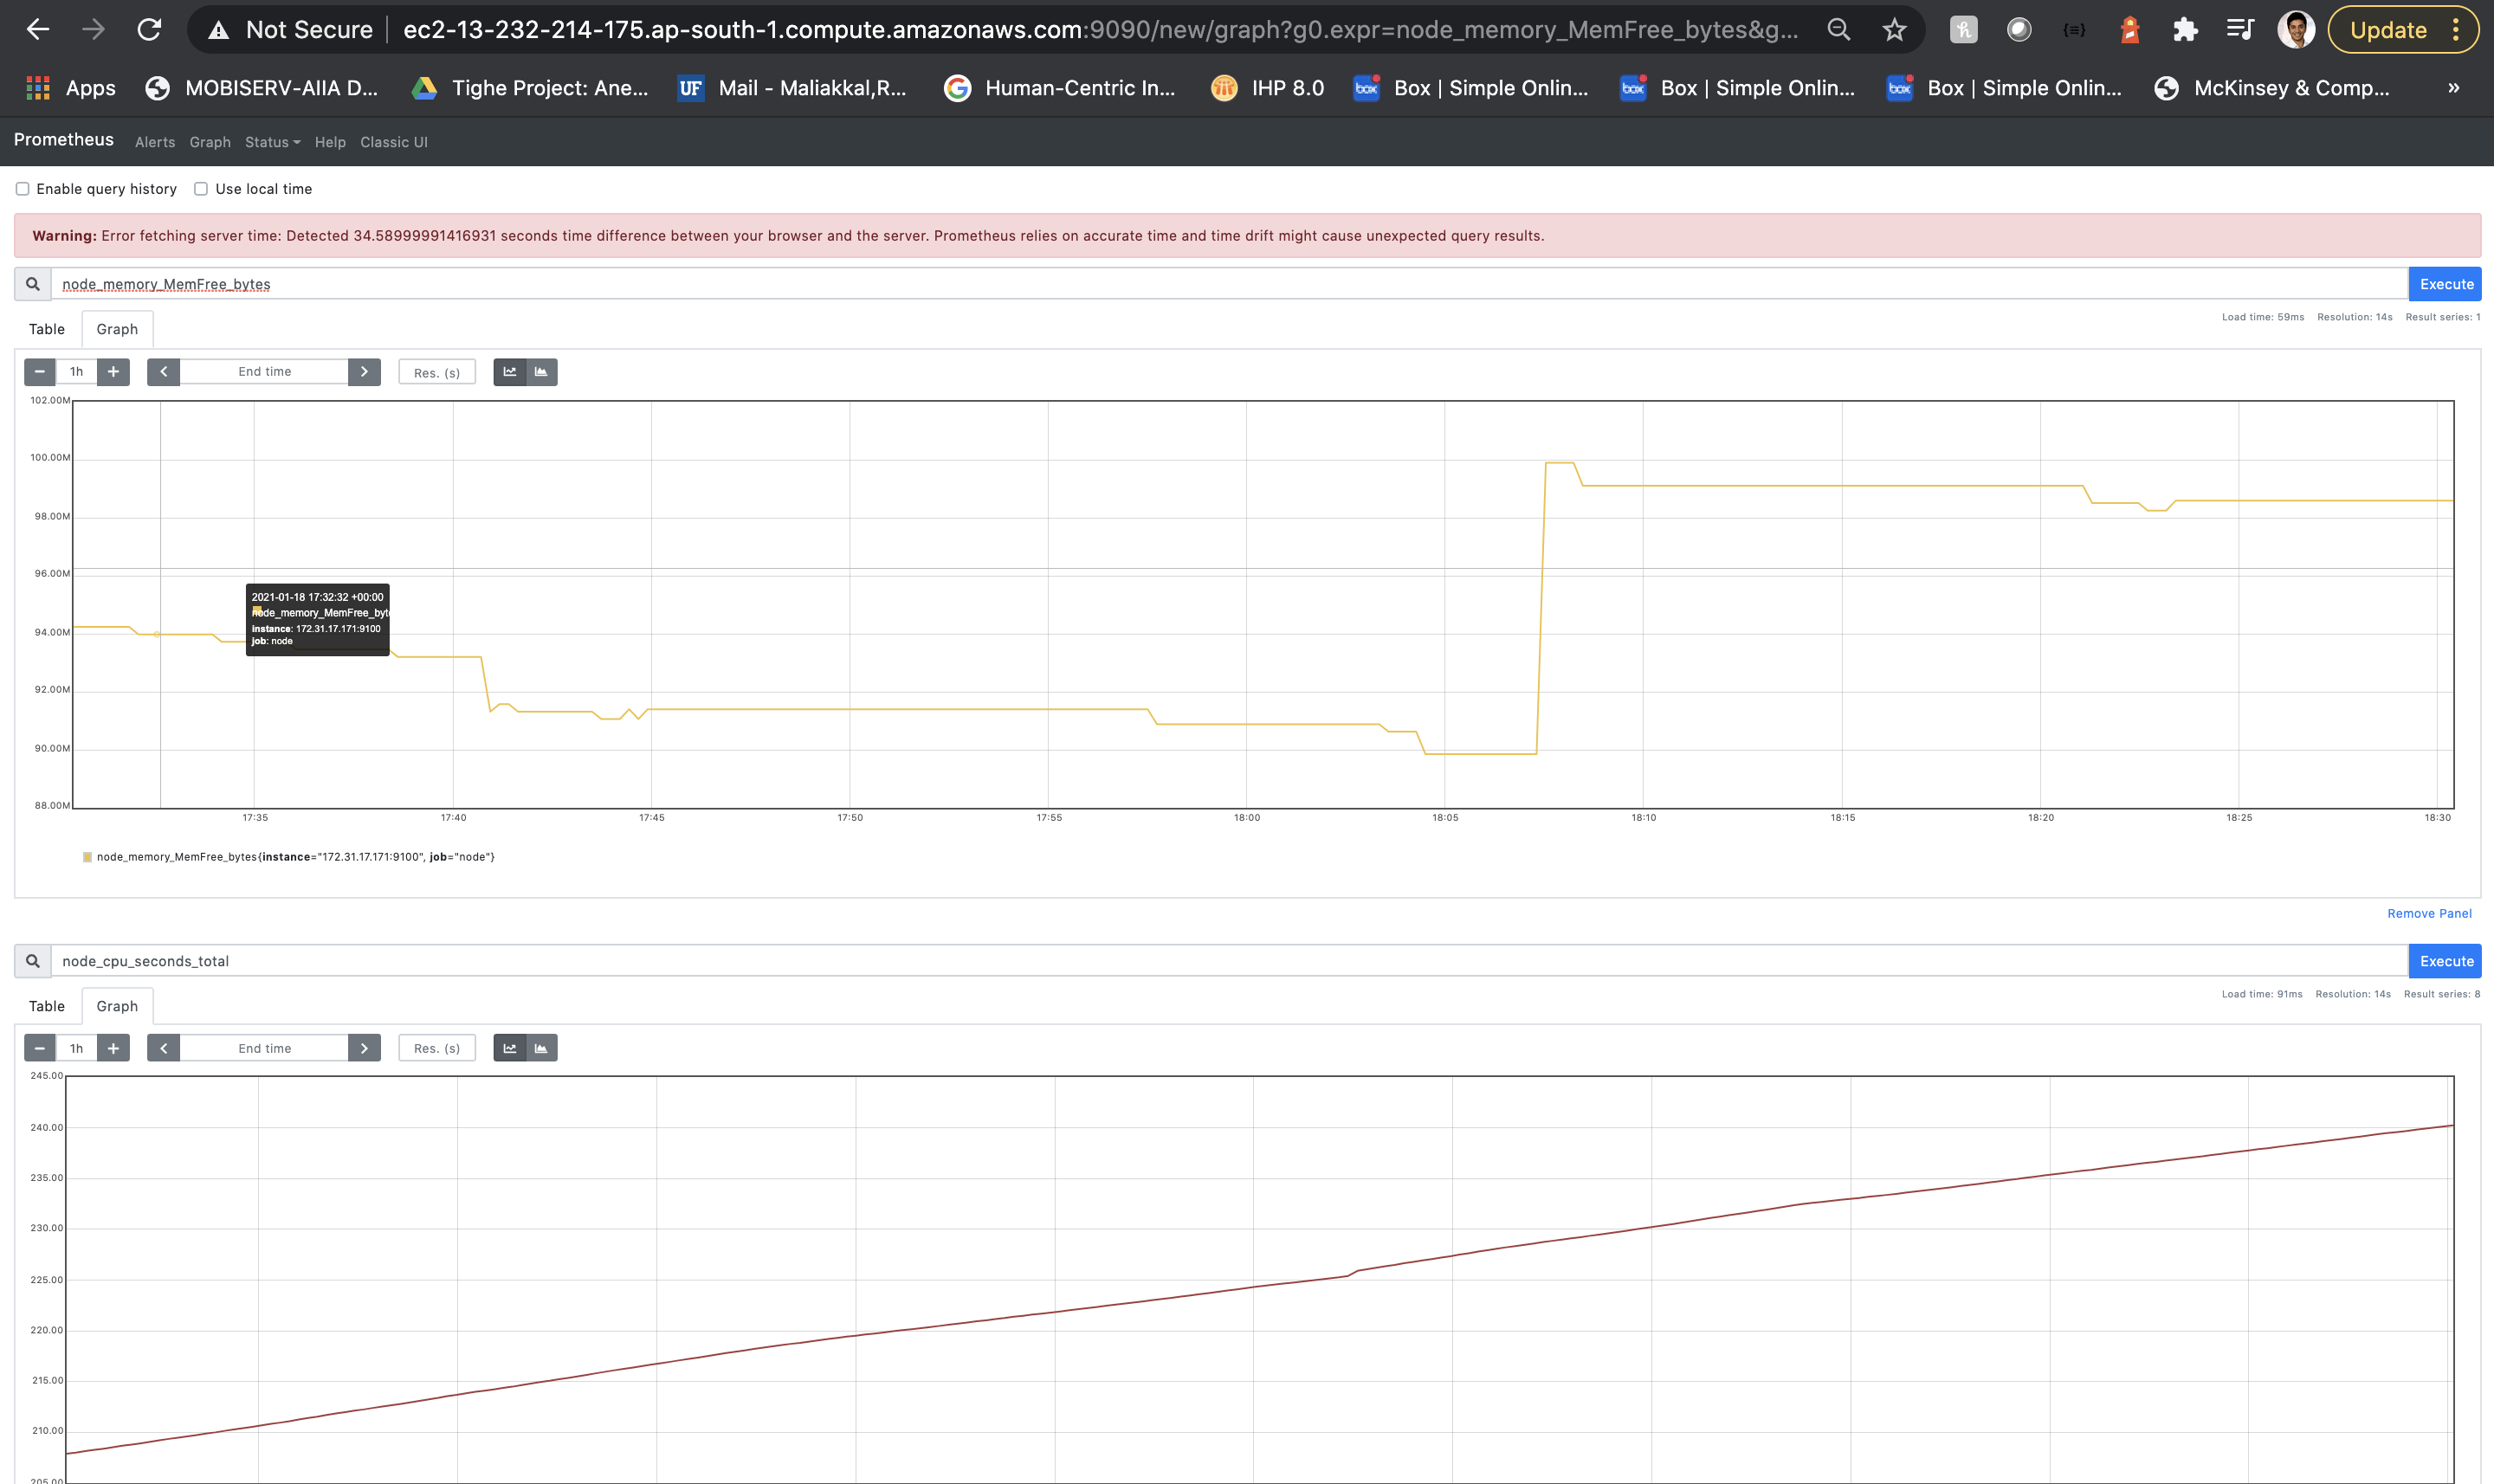 Not Secure ec2-13-232-214-175.ap-south-1.compute.amazonaws.com:9090/new/graph?g0.expr=node_memory_MemFree_bytes&g... Update
Apps MOBISERV-AIIA D... Tighe Project: Ane... UF Mail - Maliakkal,R... Human-Centric In... IHP 8.0 box Box | Simple Onlin... box Box | Simple Onlin... box Box | Simple Onlin... McKinsey & Comp... »
Prometheus Alerts Graph Status Help Classic UI
Enable query history Use local time
Warning: Error fetching server time: Detected 34.58999991416931 seconds time difference between your browser and the server. Prometheus relies on accurate time and time drift might cause unexpected query results.
node_memory_MemFree_bytes Execute
Table Graph Load time: 59ms Resolution: 14s Result series: 1
1h End time Res. (s)
102.00M
100.00M
98.00M
96.00M
94.00M
92.00M
90.00M
88.00M
2021-01-18 17:32:32 +00:00
node_memory_MemFree_byt
instance: 172.31.17.171:9100
job: node
17:35 17:40 17:45 17:50 17:55 18:00 18:05 18:10 18:15 18:20 18:25 18:30
node_memory_MemFree_bytes{instance="172.31.17.171:9100", job="node"}
Remove Panel
node_cpu_seconds_total Execute
Table Graph Load time: 91ms Resolution: 14s Result series: 8
1h End time Res. (s)
245.00
240.00
235.00
230.00
225.00
220.00
215.00
210.00
205.00